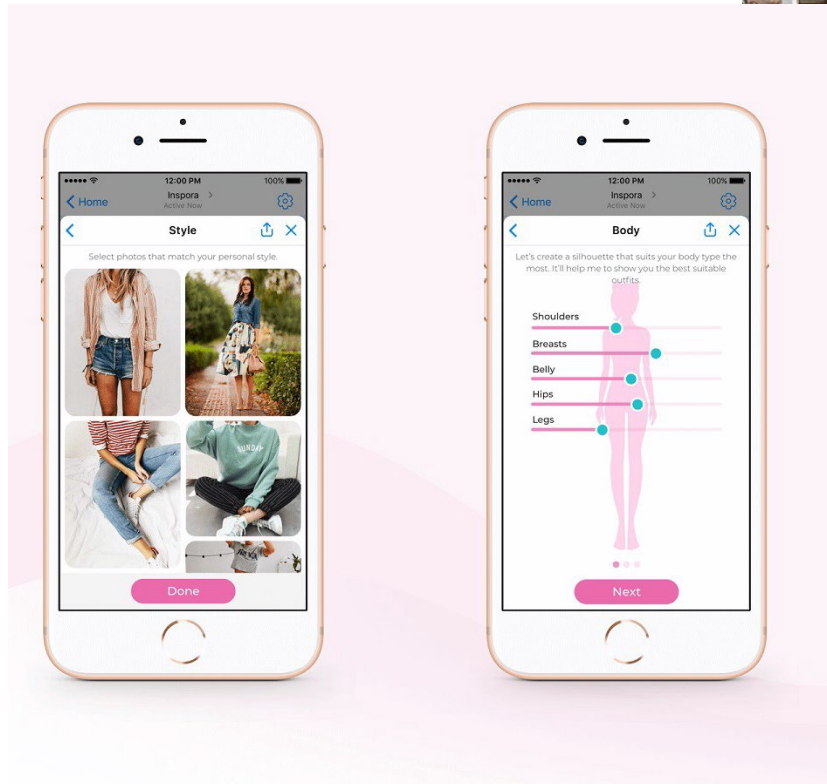 12:00 PM
100%
Home
Inspora
Active Now
Style
Select photos that match your personal style.
SUNDAY
Done
12:00 PM
100%
Home
Inspora
Active Now
Body
Let's create a silhouette that suits your body type the
most. It'll help me to show you the best suitable
outfits.
Shoulders
Breasts
Belly
Hips
Legs
Next